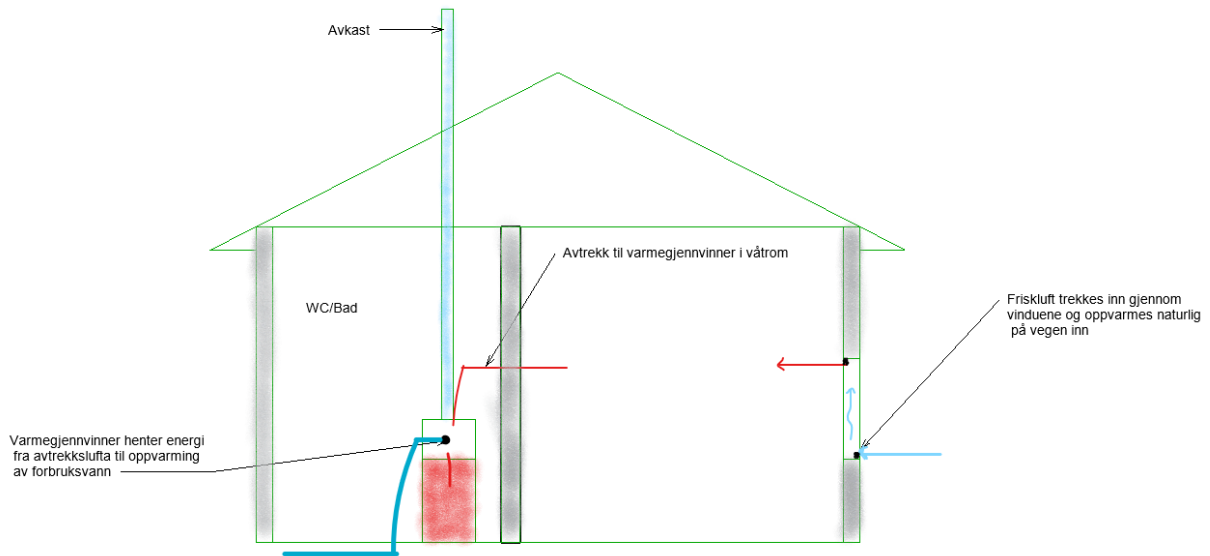 Avkast
Avtrekk til varmegjennvinner i våtrom
WC/Bad
Friskluft trekkes inn gjennom
vinduene og oppvarmes naturlig
på vegen inn
Varmegjennvinner henter energi
fra avtrekkslufta til oppvarming
av forbruksvann